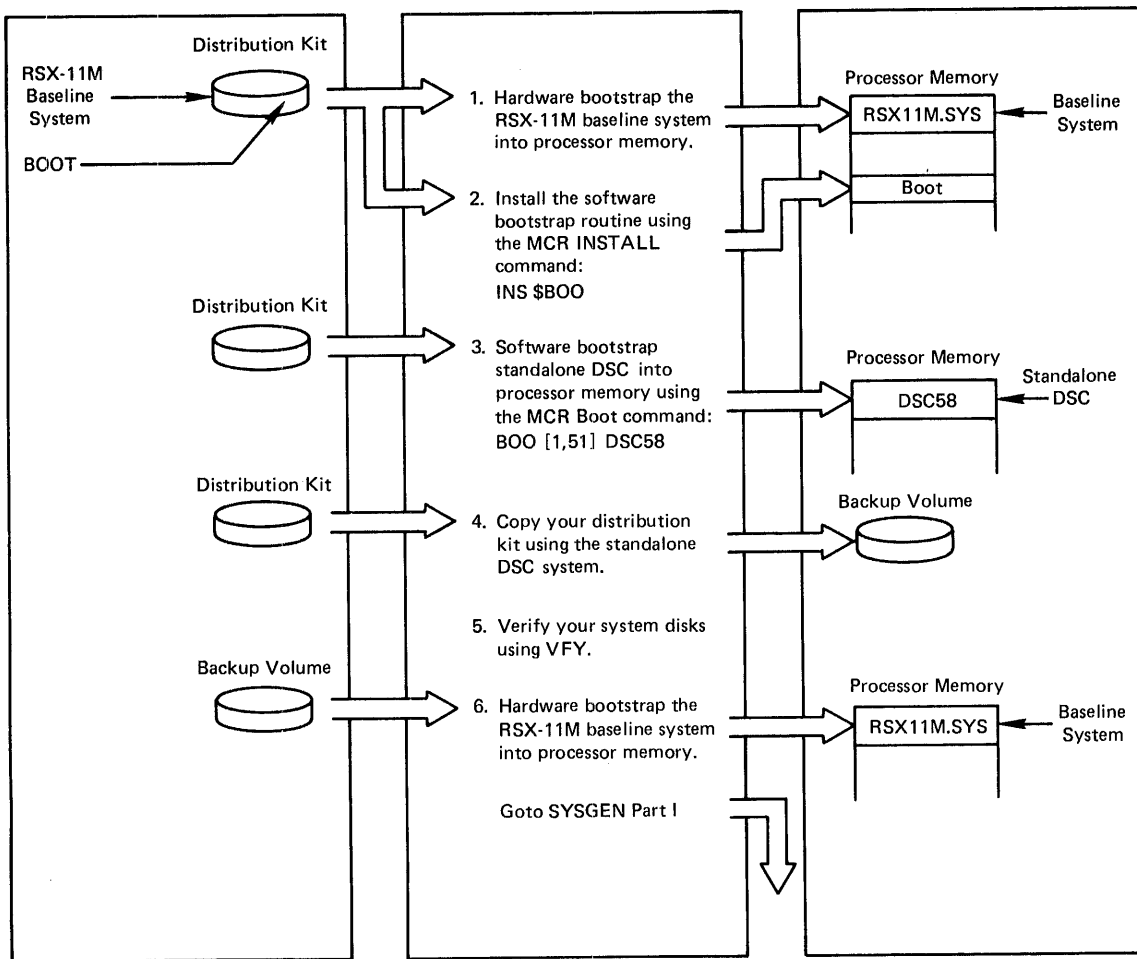 Distribution Kit
RSX-11M
Baseline
System
BOOT
1. Hardware bootstrap the
RSX-11M baseline system
into processor memory.
Processor Memory
RSX11M.SYS
Baseline
System
Boot
2. Install the software
bootstrap routine using
the MCR INSTALL
command:
INS $BOO
Distribution Kit
3. Software bootstrap
standalone DSC into
processor memory using
the MCR Boot command:
BOO [1,51] DSC58
Processor Memory
DSC58
Standalone
DSC
Distribution Kit
4. Copy your distribution
kit using the standalone
DSC system.
Backup Volume
5. Verify your system disks
using VFY.
Backup Volume
6. Hardware bootstrap the
RSX-11M baseline system
into processor memory.
Processor Memory
RSX11M.SYS
Baseline
System
Goto SYSGEN Part I